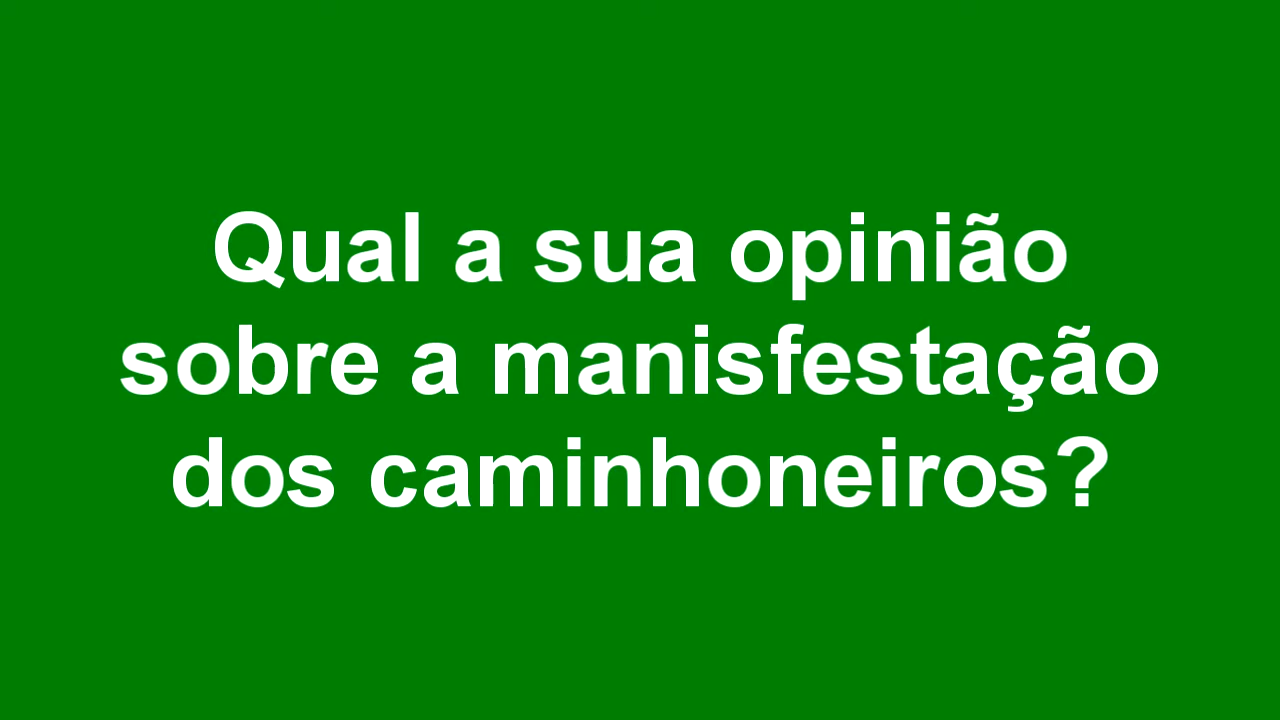 Qual a sua opinião
sobre a manisfestação
dos caminhoneiros?